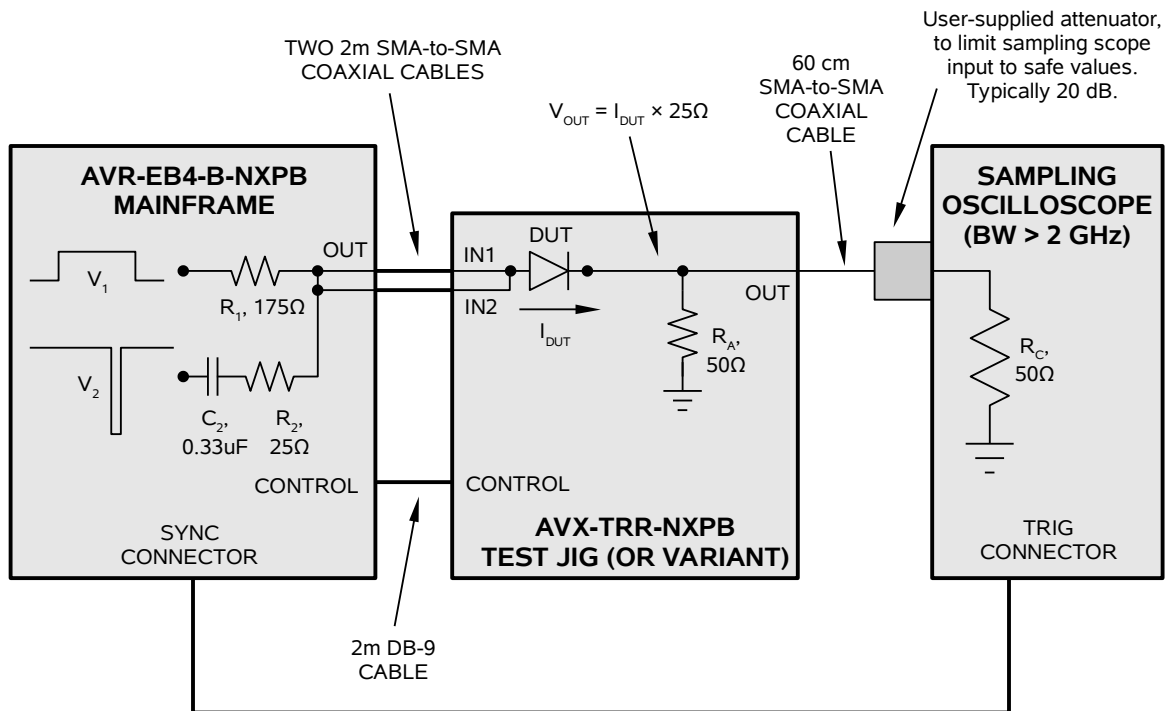 TWO 2m SMA-to-SMA
COAXIAL CABLES
V_OUT = I_DUT × 25Ω
60 cm
SMA-to-SMA
COAXIAL
CABLE
User-supplied attenuator,
to limit sampling scope
input to safe values.
Typically 20 dB.
AVR-EB4-B-NXPB
MAINFRAME
V_1
R_1, 175Ω
OUT
V_2
C_2,
0.33uF
R_2,
25Ω
CONTROL
SYNC
CONNECTOR
IN1
IN2
DUT
I_DUT
R_A,
50Ω
OUT
CONTROL
AVX-TRR-NXPB
TEST JIG (OR VARIANT)
SAMPLING
OSCILLOSCOPE
(BW > 2 GHz)
R_C,
50Ω
TRIG
CONNECTOR
2m DB-9
CABLE